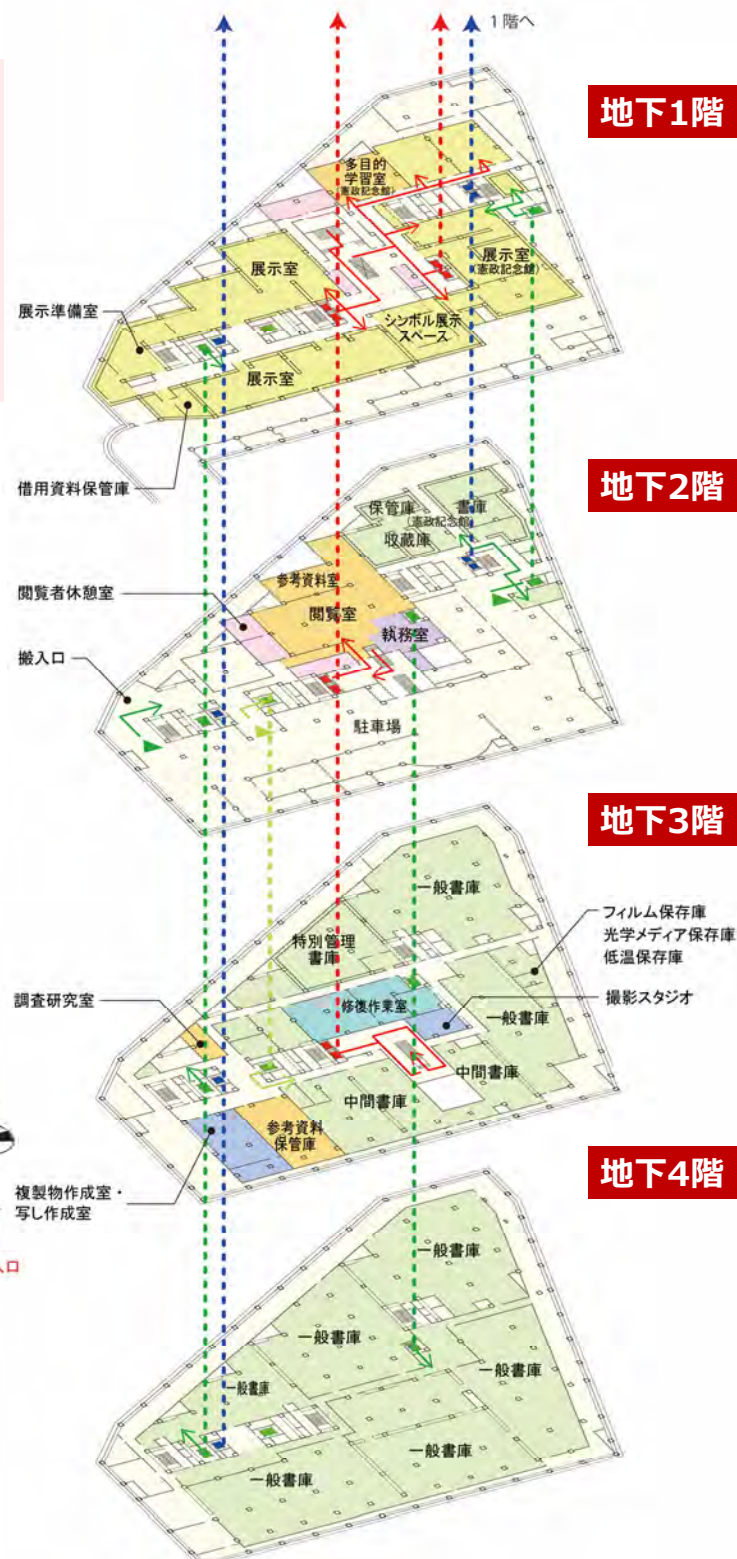 1階へ
地下1階
多目的
学習室
(憲政記念館)
展示室
展示室
(憲政記念館)
展示準備室
シンボル展示
スペース
展示室
借用資料保管庫
地下2階
保管庫
書庫
(憲政記念館)
収蔵庫
参考資料室
閲覧者休憩室
閲覧室
執務室
搬入口
駐車場
地下3階
一般書庫
フィルム保存庫
光学メディア保存庫
低温保存庫
特別管理
書庫
調査研究室
修復作業室
撮影スタジオ
一般書庫
中間書庫
中間書庫
参考資料
保管庫
地下4階
複製物作成室・
写し作成室
一般書庫
入口
一般書庫
一般書庫
一般書庫
一般書庫
一般書庫